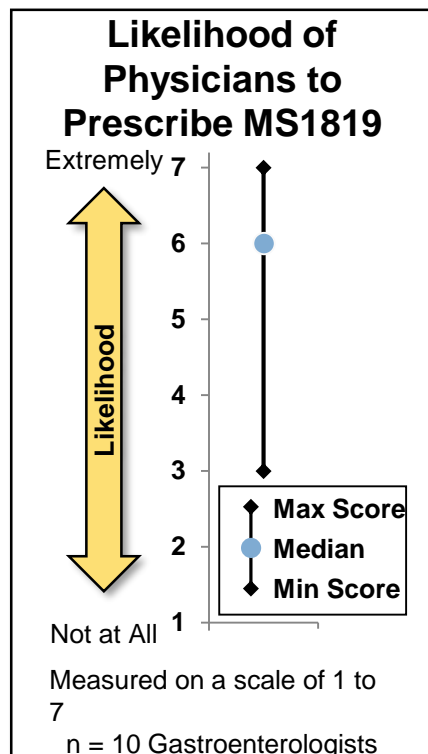 Likelihood of
Physicians to
Prescribe MS1819
Extremely
7
6
5
4
3
2
1
Likelihood
Max Score
Median
Min Score
Not at All
Measured on a scale of 1 to
7
n = 10 Gastroenterologists